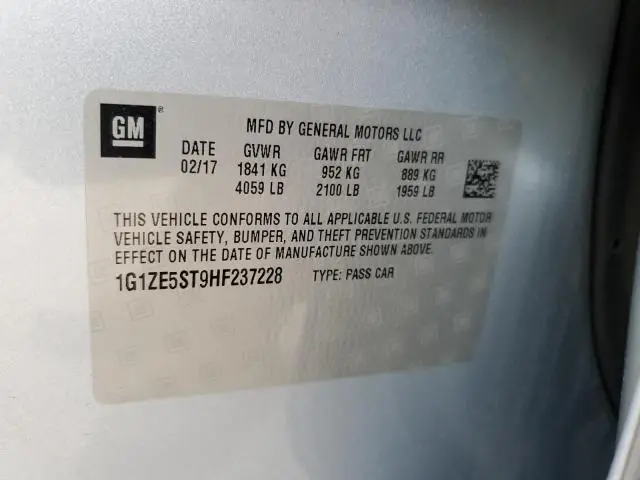 GM ®
MFD BY GENERAL MOTORS LLC
DATE GVWR GAWR FRT GAWR RR
02/17 1841 KG 952 KG 889 KG
4059 LB 2100 LB 1959 LB
THIS VEHICLE CONFORMS TO ALL APPLICABLE U.S. FEDERAL MOTOR
VEHICLE SAFETY, BUMPER, AND THEFT PREVENTION STANDARDS IN
EFFECT ON THE DATE OF MANUFACTURE SHOWN ABOVE.
1G1ZE5ST9HF237228 TYPE: PASS CAR